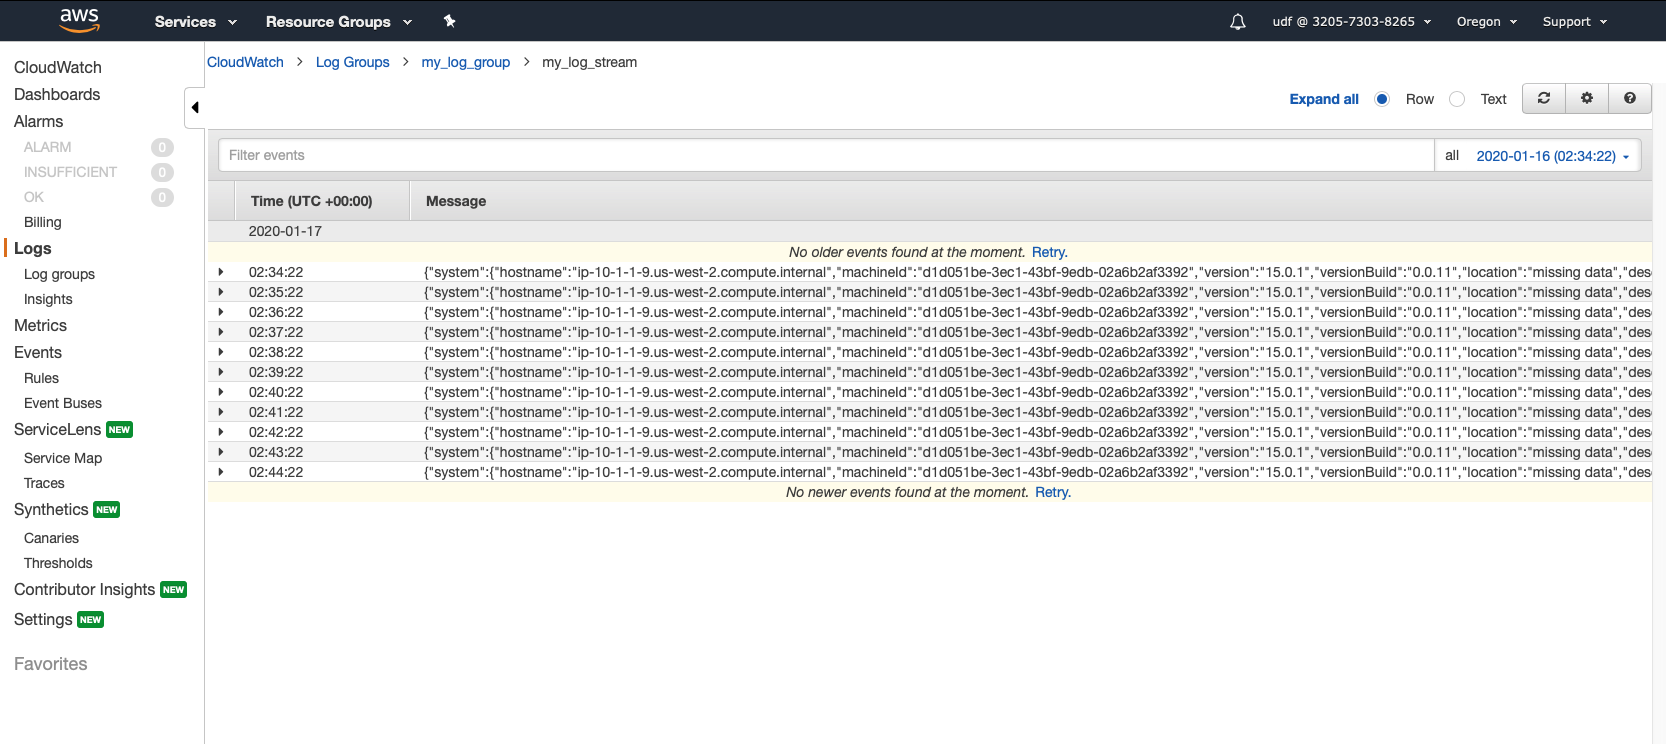 aws Services Resource Groups udf @ 3205-7303-8265 Oregon Support
CloudWatch
Dashboards
Alarms
ALARM 0
INSUFFICIENT 0
OK 0
Billing
Logs
Log groups
Insights
Metrics
Events
Rules
Event Buses
ServiceLens NEW
Service Map
Traces
Synthetics NEW
Canaries
Thresholds
Contributor Insights NEW
Settings NEW
Favorites
CloudWatch > Log Groups > my_log_group > my_log_stream
Expand all Row Text
Filter events all 2020-01-16 (02:34:22)
Time (UTC +00:00) Message
2020-01-17
No older events found at the moment. Retry.
02:34:22 {"system":{"hostname":"ip-10-1-1-9.us-west-2.compute.internal","machineId":"d1d051be-3ec1-43bf-9edb-02a6b2af3392","version":"15.0.1","versionBuild":"0.0.11","location":"missing data","des
02:35:22 {"system":{"hostname":"ip-10-1-1-9.us-west-2.compute.internal","machineId":"d1d051be-3ec1-43bf-9edb-02a6b2af3392","version":"15.0.1","versionBuild":"0.0.11","location":"missing data","des
02:36:22 {"system":{"hostname":"ip-10-1-1-9.us-west-2.compute.internal","machineId":"d1d051be-3ec1-43bf-9edb-02a6b2af3392","version":"15.0.1","versionBuild":"0.0.11","location":"missing data","des
02:37:22 {"system":{"hostname":"ip-10-1-1-9.us-west-2.compute.internal","machineId":"d1d051be-3ec1-43bf-9edb-02a6b2af3392","version":"15.0.1","versionBuild":"0.0.11","location":"missing data","des
02:38:22 {"system":{"hostname":"ip-10-1-1-9.us-west-2.compute.internal","machineId":"d1d051be-3ec1-43bf-9edb-02a6b2af3392","version":"15.0.1","versionBuild":"0.0.11","location":"missing data","des
02:39:22 {"system":{"hostname":"ip-10-1-1-9.us-west-2.compute.internal","machineId":"d1d051be-3ec1-43bf-9edb-02a6b2af3392","version":"15.0.1","versionBuild":"0.0.11","location":"missing data","des
02:40:22 {"system":{"hostname":"ip-10-1-1-9.us-west-2.compute.internal","machineId":"d1d051be-3ec1-43bf-9edb-02a6b2af3392","version":"15.0.1","versionBuild":"0.0.11","location":"missing data","des
02:41:22 {"system":{"hostname":"ip-10-1-1-9.us-west-2.compute.internal","machineId":"d1d051be-3ec1-43bf-9edb-02a6b2af3392","version":"15.0.1","versionBuild":"0.0.11","location":"missing data","des
02:42:22 {"system":{"hostname":"ip-10-1-1-9.us-west-2.compute.internal","machineId":"d1d051be-3ec1-43bf-9edb-02a6b2af3392","version":"15.0.1","versionBuild":"0.0.11","location":"missing data","des
02:43:22 {"system":{"hostname":"ip-10-1-1-9.us-west-2.compute.internal","machineId":"d1d051be-3ec1-43bf-9edb-02a6b2af3392","version":"15.0.1","versionBuild":"0.0.11","location":"missing data","des
02:44:22 {"system":{"hostname":"ip-10-1-1-9.us-west-2.compute.internal","machineId":"d1d051be-3ec1-43bf-9edb-02a6b2af3392","version":"15.0.1","versionBuild":"0.0.11","location":"missing data","des
No newer events found at the moment. Retry.